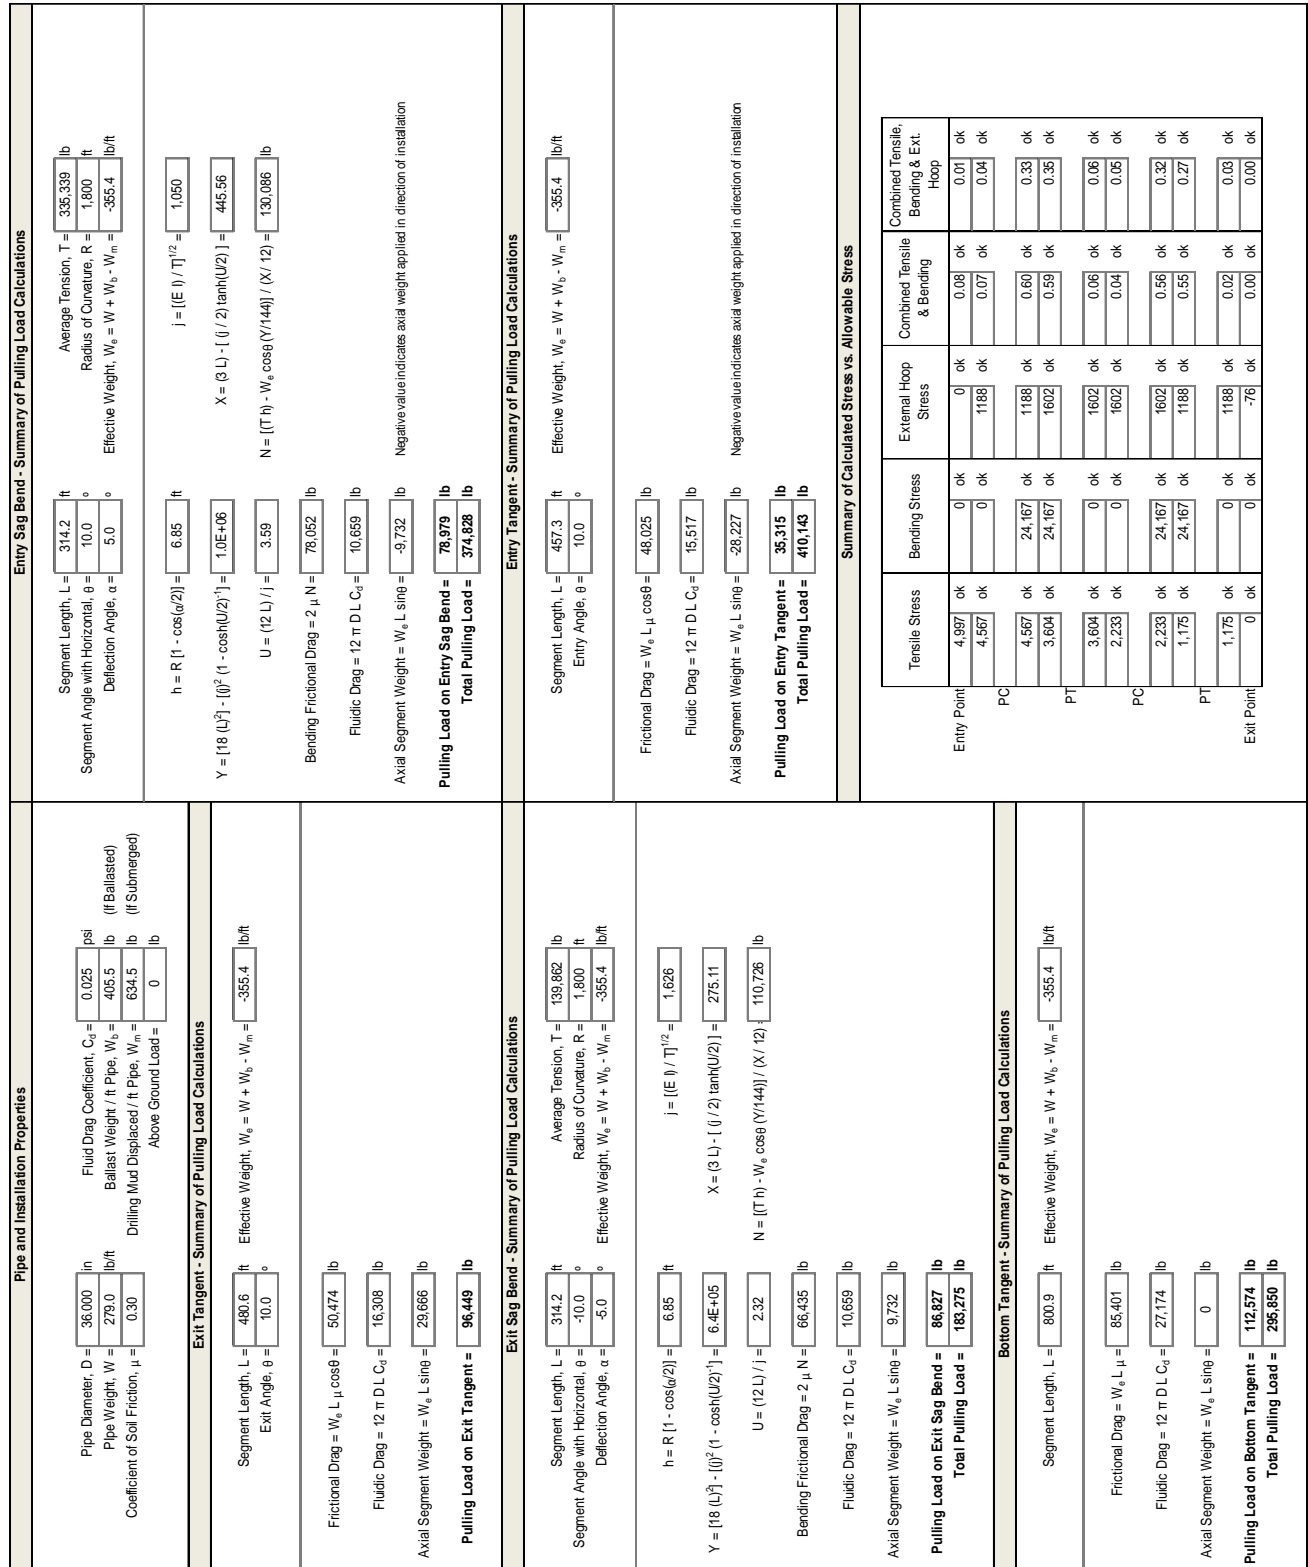 Pipe and Installation Properties
Pipe Diameter, D = 36.000 in Fluid Drag Coefficient, Cd = 0.025 psi
PIpe Weight, W = 279.0 lb/ft Ballast Weight / ft Pipe, Wb = 405.5 lb (If Ballasted)
Coefficient of Soil Friction, μ = 0.30 Drilling Mud Displaced / ft Pipe, Wm = 634.5 lb (If Submerged)
Above Ground Load = 0 lb
Exit Tangent - Summary of Pulling Load Calculations
Segment Length, L = 480.6 ft Effective Weight, We = W + Wb - Wm = -355.4 lb/ft
Exit Angle, θ = 10.0 º
Frictional Drag = We L μ cosθ = 50,474 lb
Fluidic Drag = 12 π D L Cd = 16,308 lb
Axial Segment Weight = We L sinθ = 29,666 lb
Pulling Load on Exit Tangent = 96,449 lb
Exit Sag Bend - Summary of Pulling Load Calculations
Segment Length, L = 314.2 ft Average Tension, T = 139,862 lb
Segment Angle with Horizontal, θ = -10.0 º Radius of Curvature, R = 1,800 ft
Deflection Angle, α = -5.0 º Effective Weight, We = W + Wb - Wm = -355.4 lb/ft
h = R [1 - cos(α/2)] = 6.85 ft j = [(E I) / T]1/2 = 1,626
Y = [18 (L)2] - [(j)2 (1 - cosh(U/2)-1] = 6.4E+05 X = (3 L) - [ (j / 2) tanh(U/2) ] = 275.11
U = (12 L) / j = 2.32 N = [(T h) - We cosθ (Y/144)] / (X / 12) = 110,726 lb
Bending Frictional Drag = 2 μ N = 66,435 lb
Fluidic Drag = 12 π D L Cd = 10,659 lb
Axial Segment Weight = We L sinθ = 9,732 lb
Pulling Load on Exit Sag Bend = 86,827 lb
Total Pulling Load = 183,275 lb
Bottom Tangent - Summary of Pulling Load Calculations
Segment Length, L = 800.9 ft Effective Weight, We = W + Wb - Wm = -355.4 lb/ft
Frictional Drag = We L μ = 85,401 lb
Fluidic Drag = 12 π D L Cd = 27,174 lb
Axial Segment Weight = We L sinθ = 0 lb
Pulling Load on Bottom Tangent = 112,574 lb
Total Pulling Load = 295,850 lb
Entry Sag Bend - Summary of Pulling Load Calculations
Segment Length, L = 314.2 ft Average Tension, T = 335,339 lb
Segment Angle with Horizontal, θ = 10.0 º Radius of Curvature, R = 1,800 ft
Deflection Angle, α = 5.0 º Effective Weight, We = W + Wb - Wm = -355.4 lb/ft
h = R [1 - cos(α/2)] = 6.85 ft j = [(E I) / T]1/2 = 1,050
Y = [18 (L)2] - [(j)2 (1 - cosh(U/2)-1] = 1.0E+06 X = (3 L) - [ (j / 2) tanh(U/2) ] = 445.56
U = (12 L) / j = 3.59 N = [(T h) - We cosθ (Y/144)] / (X / 12) = 130,086 lb
Bending Frictional Drag = 2 μ N = 78,052 lb
Fluidic Drag = 12 π D L Cd = 10,659 lb
Axial Segment Weight = We L sinθ = -9,732 lb Negative value indicates axial weight applied in direction of installation
Pulling Load on Entry Sag Bend = 78,979 lb
Total Pulling Load = 374,828 lb
Entry Tangent - Summary of Pulling Load Calculations
Segment Length, L = 457.3 ft Effective Weight, We = W + Wb - Wm = -355.4 lb/ft
Entry Angle, θ = 10.0 º
Frictional Drag = We L μ cosθ = 48,025 lb
Fluidic Drag = 12 π D L Cd = 15,517 lb
Axial Segment Weight = We L sinθ = -28,227 lb Negative value indicates axial weight applied in direction of installation
Pulling Load on Entry Tangent = 35,315 lb
Total Pulling Load = 410,143 lb
Summary of Calculated Stress vs. Allowable Stress
Tensile Stress Bending Stress External Hoop Stress Combined Tensile & Bending Combined Tensile, Bending & Ext. Hoop
Entry Point 4,997 ok 0 ok 0 ok 0.08 ok 0.01 ok
4,567 ok 0 ok 1188 ok 0.07 ok 0.04 ok
PC
4,567 ok 24,167 ok 1188 ok 0.60 ok 0.33 ok
3,604 ok 24,167 ok 1602 ok 0.59 ok 0.35 ok
PT
3,604 ok 0 ok 1602 ok 0.06 ok 0.06 ok
2,233 ok 0 ok 1602 ok 0.04 ok 0.05 ok
PC
2,233 ok 24,167 ok 1602 ok 0.56 ok 0.32 ok
1,175 ok 24,167 ok 1188 ok 0.55 ok 0.27 ok
PT
1,175 ok 0 ok 1188 ok 0.02 ok 0.03 ok
Exit Point 0 ok 0 ok -76 ok 0.00 ok 0.00 ok